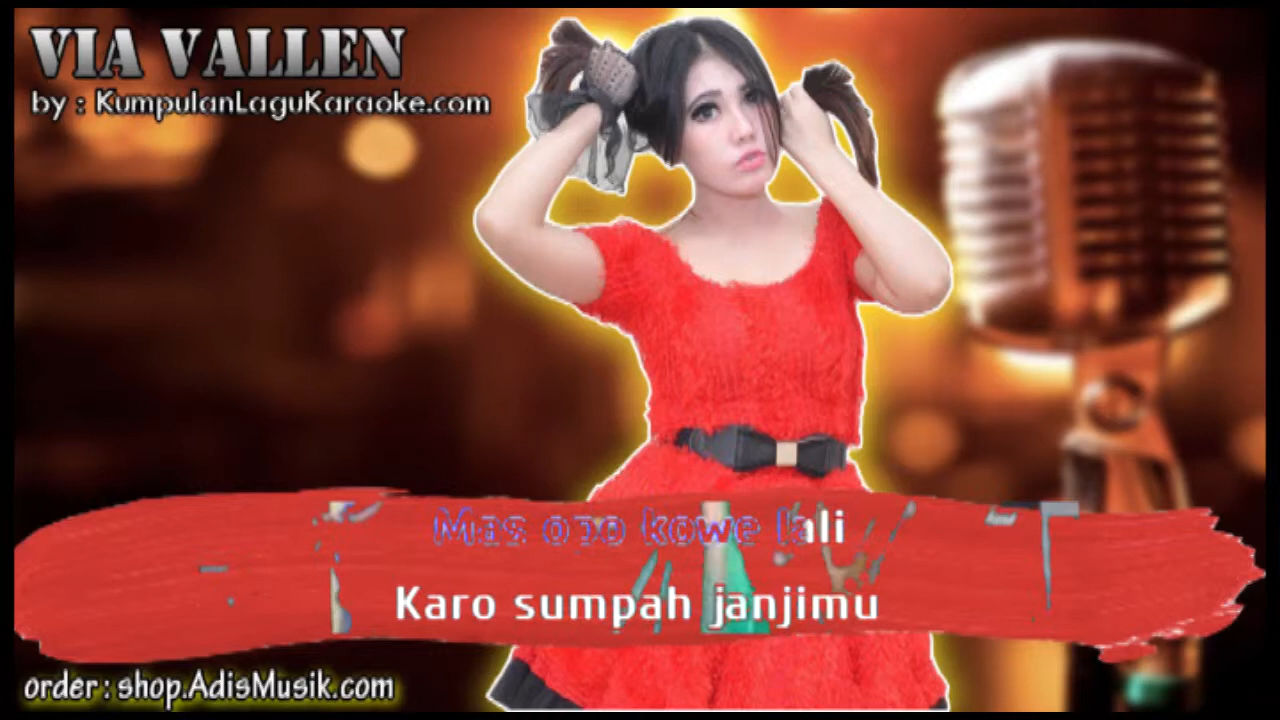 VIA VALLEN
by : KumpulanLaguKaraoke.com
Mas opo kowe lali
Karo sumpah janjimu
order : shop.AdisMusik.com